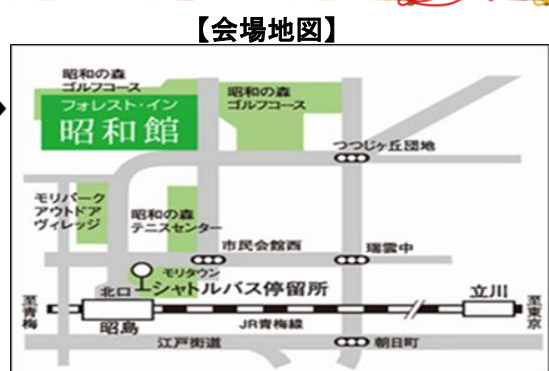 【会場地図】
昭和の森
ゴルフコース
フォレスト・イン
昭和館
昭和の森
ゴルフコース
つつじヶ丘団地
モリパーク
アウトドア
ヴィレッジ
昭和の森
テニスセンター
市民会館西
瑞雲中
モリタウン
シャトルバス停留所
北口
至青梅
昭島
JR青梅線
立川
至東京
江戸街道
朝日町